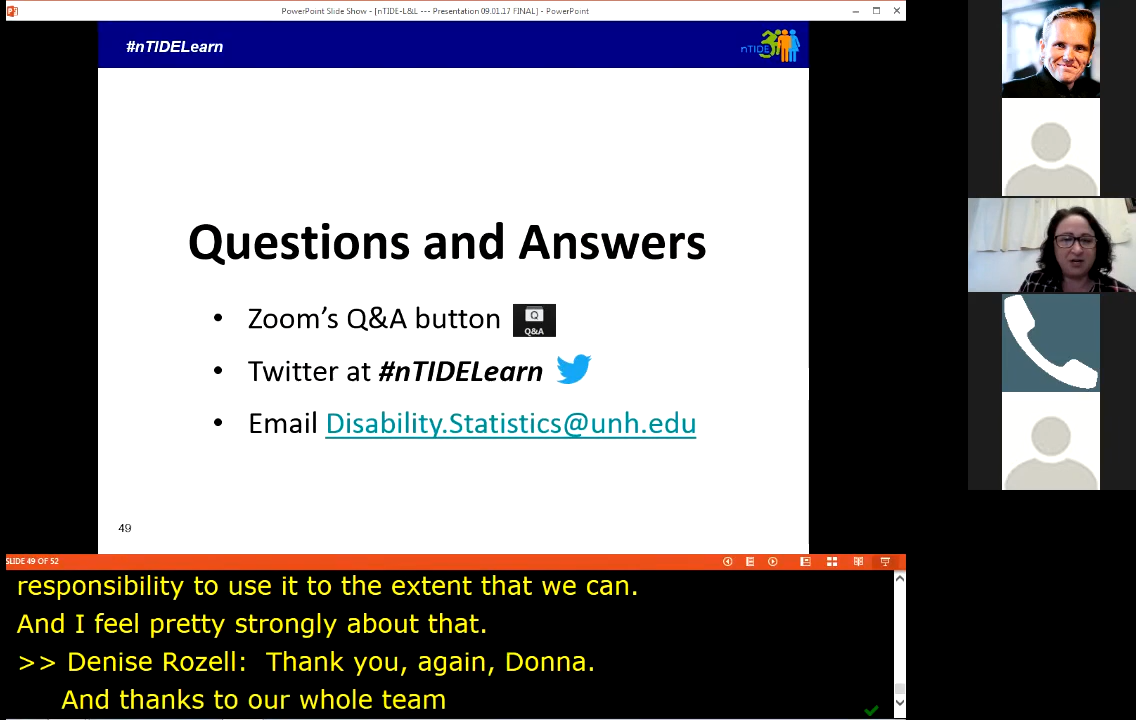 PowerPoint Slide Show - [nTIDE-L&L --- Presentation 09.01.17 FINAL] - PowerPoint
#nTIDELearn
nTIDE
Questions and Answers
• Zoom's Q&A button
Q
Q&A
• Twitter at #nTIDELearn
• Email Disability.Statistics@unh.edu
49
SLIDE 49 OF 52
responsibility to use it to the extent that we can.
And I feel pretty strongly about that.
>> Denise Rozell: Thank you, again, Donna.
And thanks to our whole team